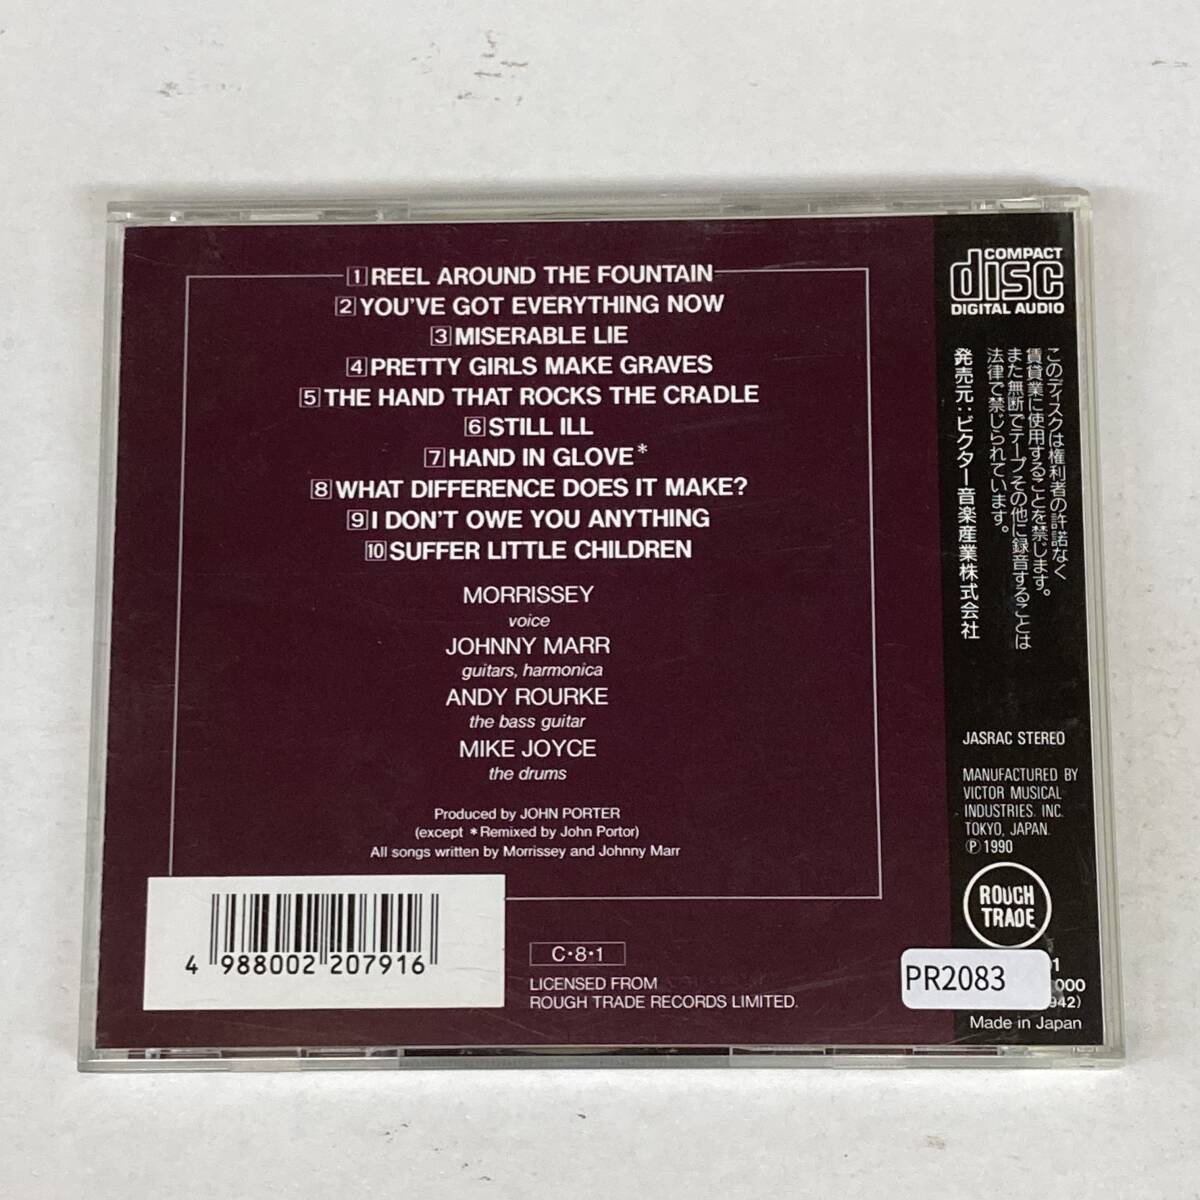 1 REEL AROUND THE FOUNTAIN
2 YOU'VE GOT EVERYTHING NOW
3 MISERABLE LIE
4 PRETTY GIRLS MAKE GRAVES
5 THE HAND THAT ROCKS THE CRADLE
6 STILL ILL
7 HAND IN GLOVE*
8 WHAT DIFFERENCE DOES IT MAKE?
9 I DON'T OWE YOU ANYTHING
10 SUFFER LITTLE CHILDREN
MORRISSEY
voice
JOHNNY MARR
guitars, harmonica
ANDY ROURKE
the bass guitar
MIKE JOYCE
the drums
Produced by JOHN PORTER
(except *Remixed by John Portor)
All songs written by Morrissey and Johnny Marr
4 988002 207916
C・8・1
LICENSED FROM
ROUGH TRADE RECORDS LIMITED.
COMPACT
disc
DIGITAL AUDIO
このディスクは権利者の許諾なく
賃貸業に使用することを禁じます。
また無断でテープその他に録音することは
法律で禁じられています。
発売元:ビクター音楽産業株式会社
JASRAC STEREO
MANUFACTURED BY
VICTOR MUSICAL
INDUSTRIES, INC.
TOKYO, JAPAN.
Ⓟ 1990
ROUGH
TRADE
PR2083
Made in Japan